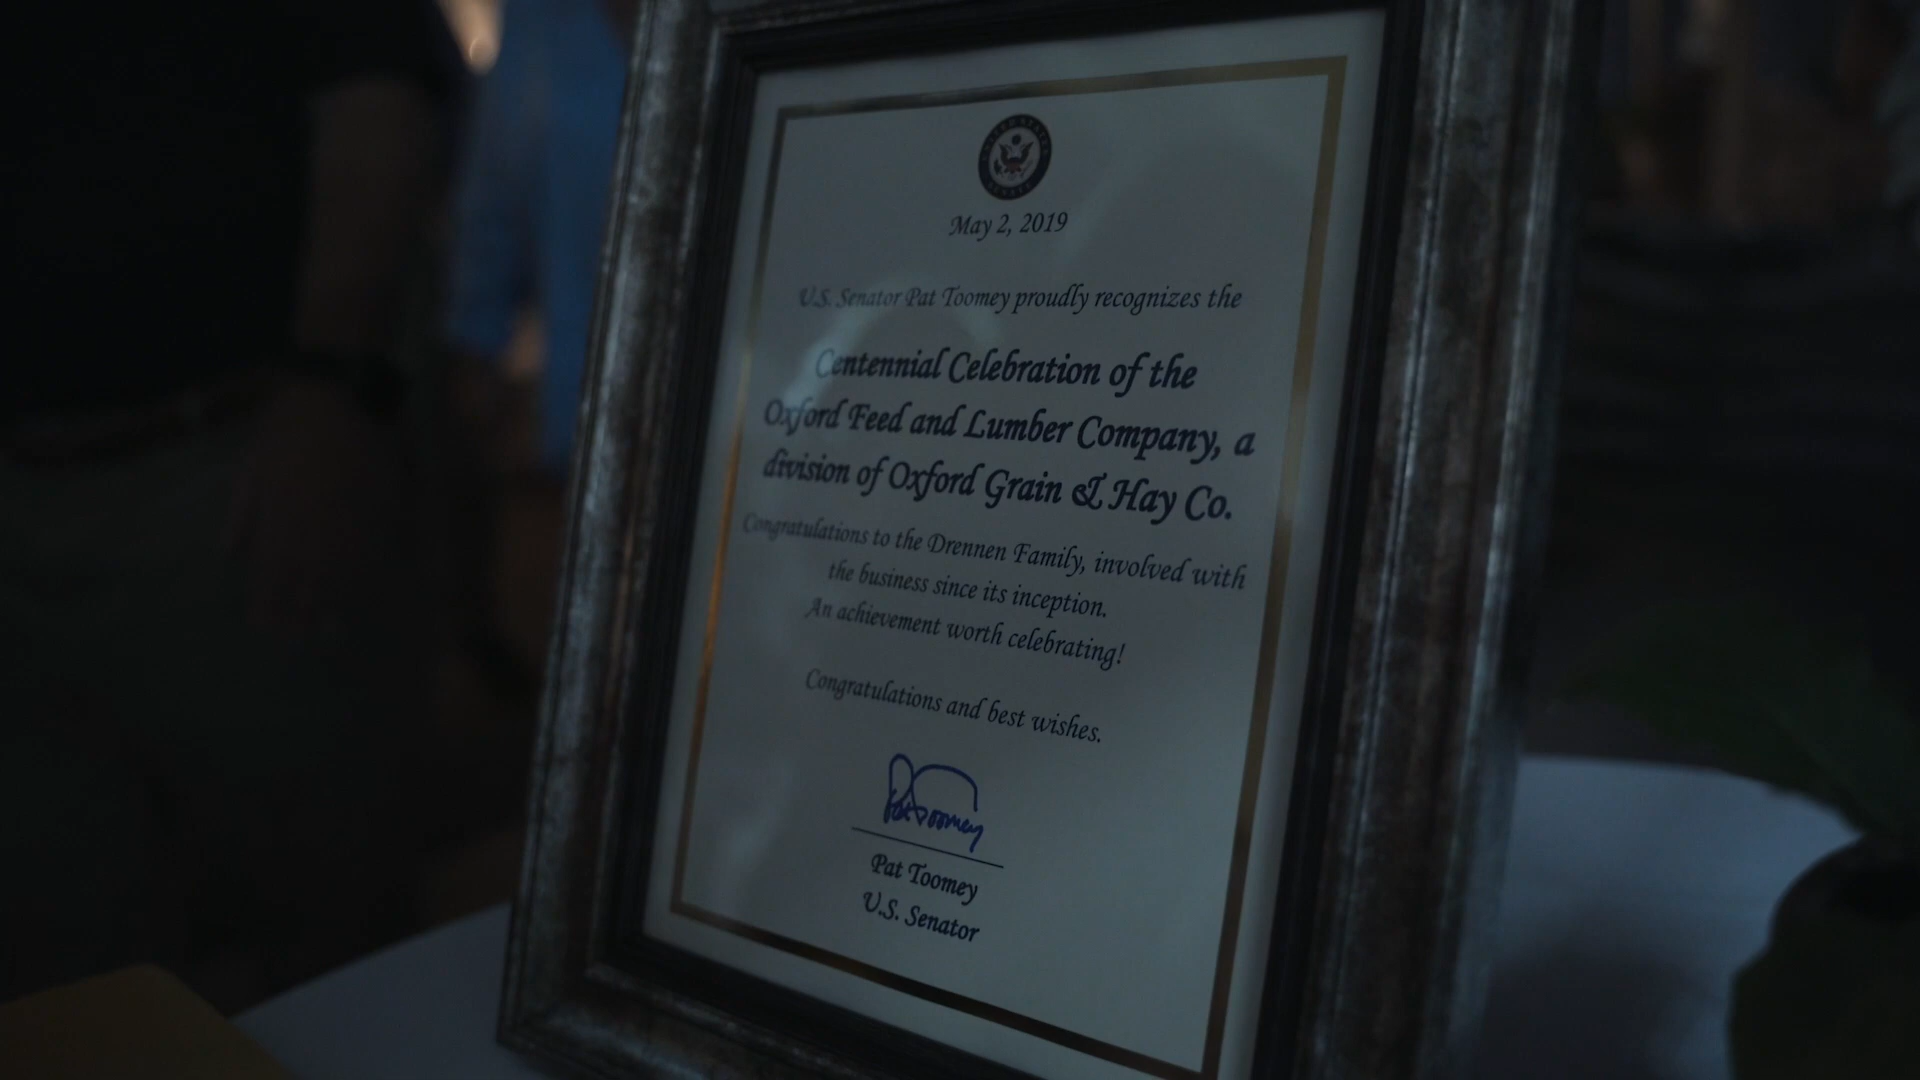 May 2, 2019
U.S. Senator Pat Toomey proudly recognizes the
Centennial Celebration of the
Oxford Feed and Lumber Company, a
division of Oxford Grain & Hay Co.
Congratulations to the Drennen Family, involved with
the business since its inception.
An achievement worth celebrating!
Congratulations and best wishes.
Pat Toomey
Pat Toomey
U.S. Senator